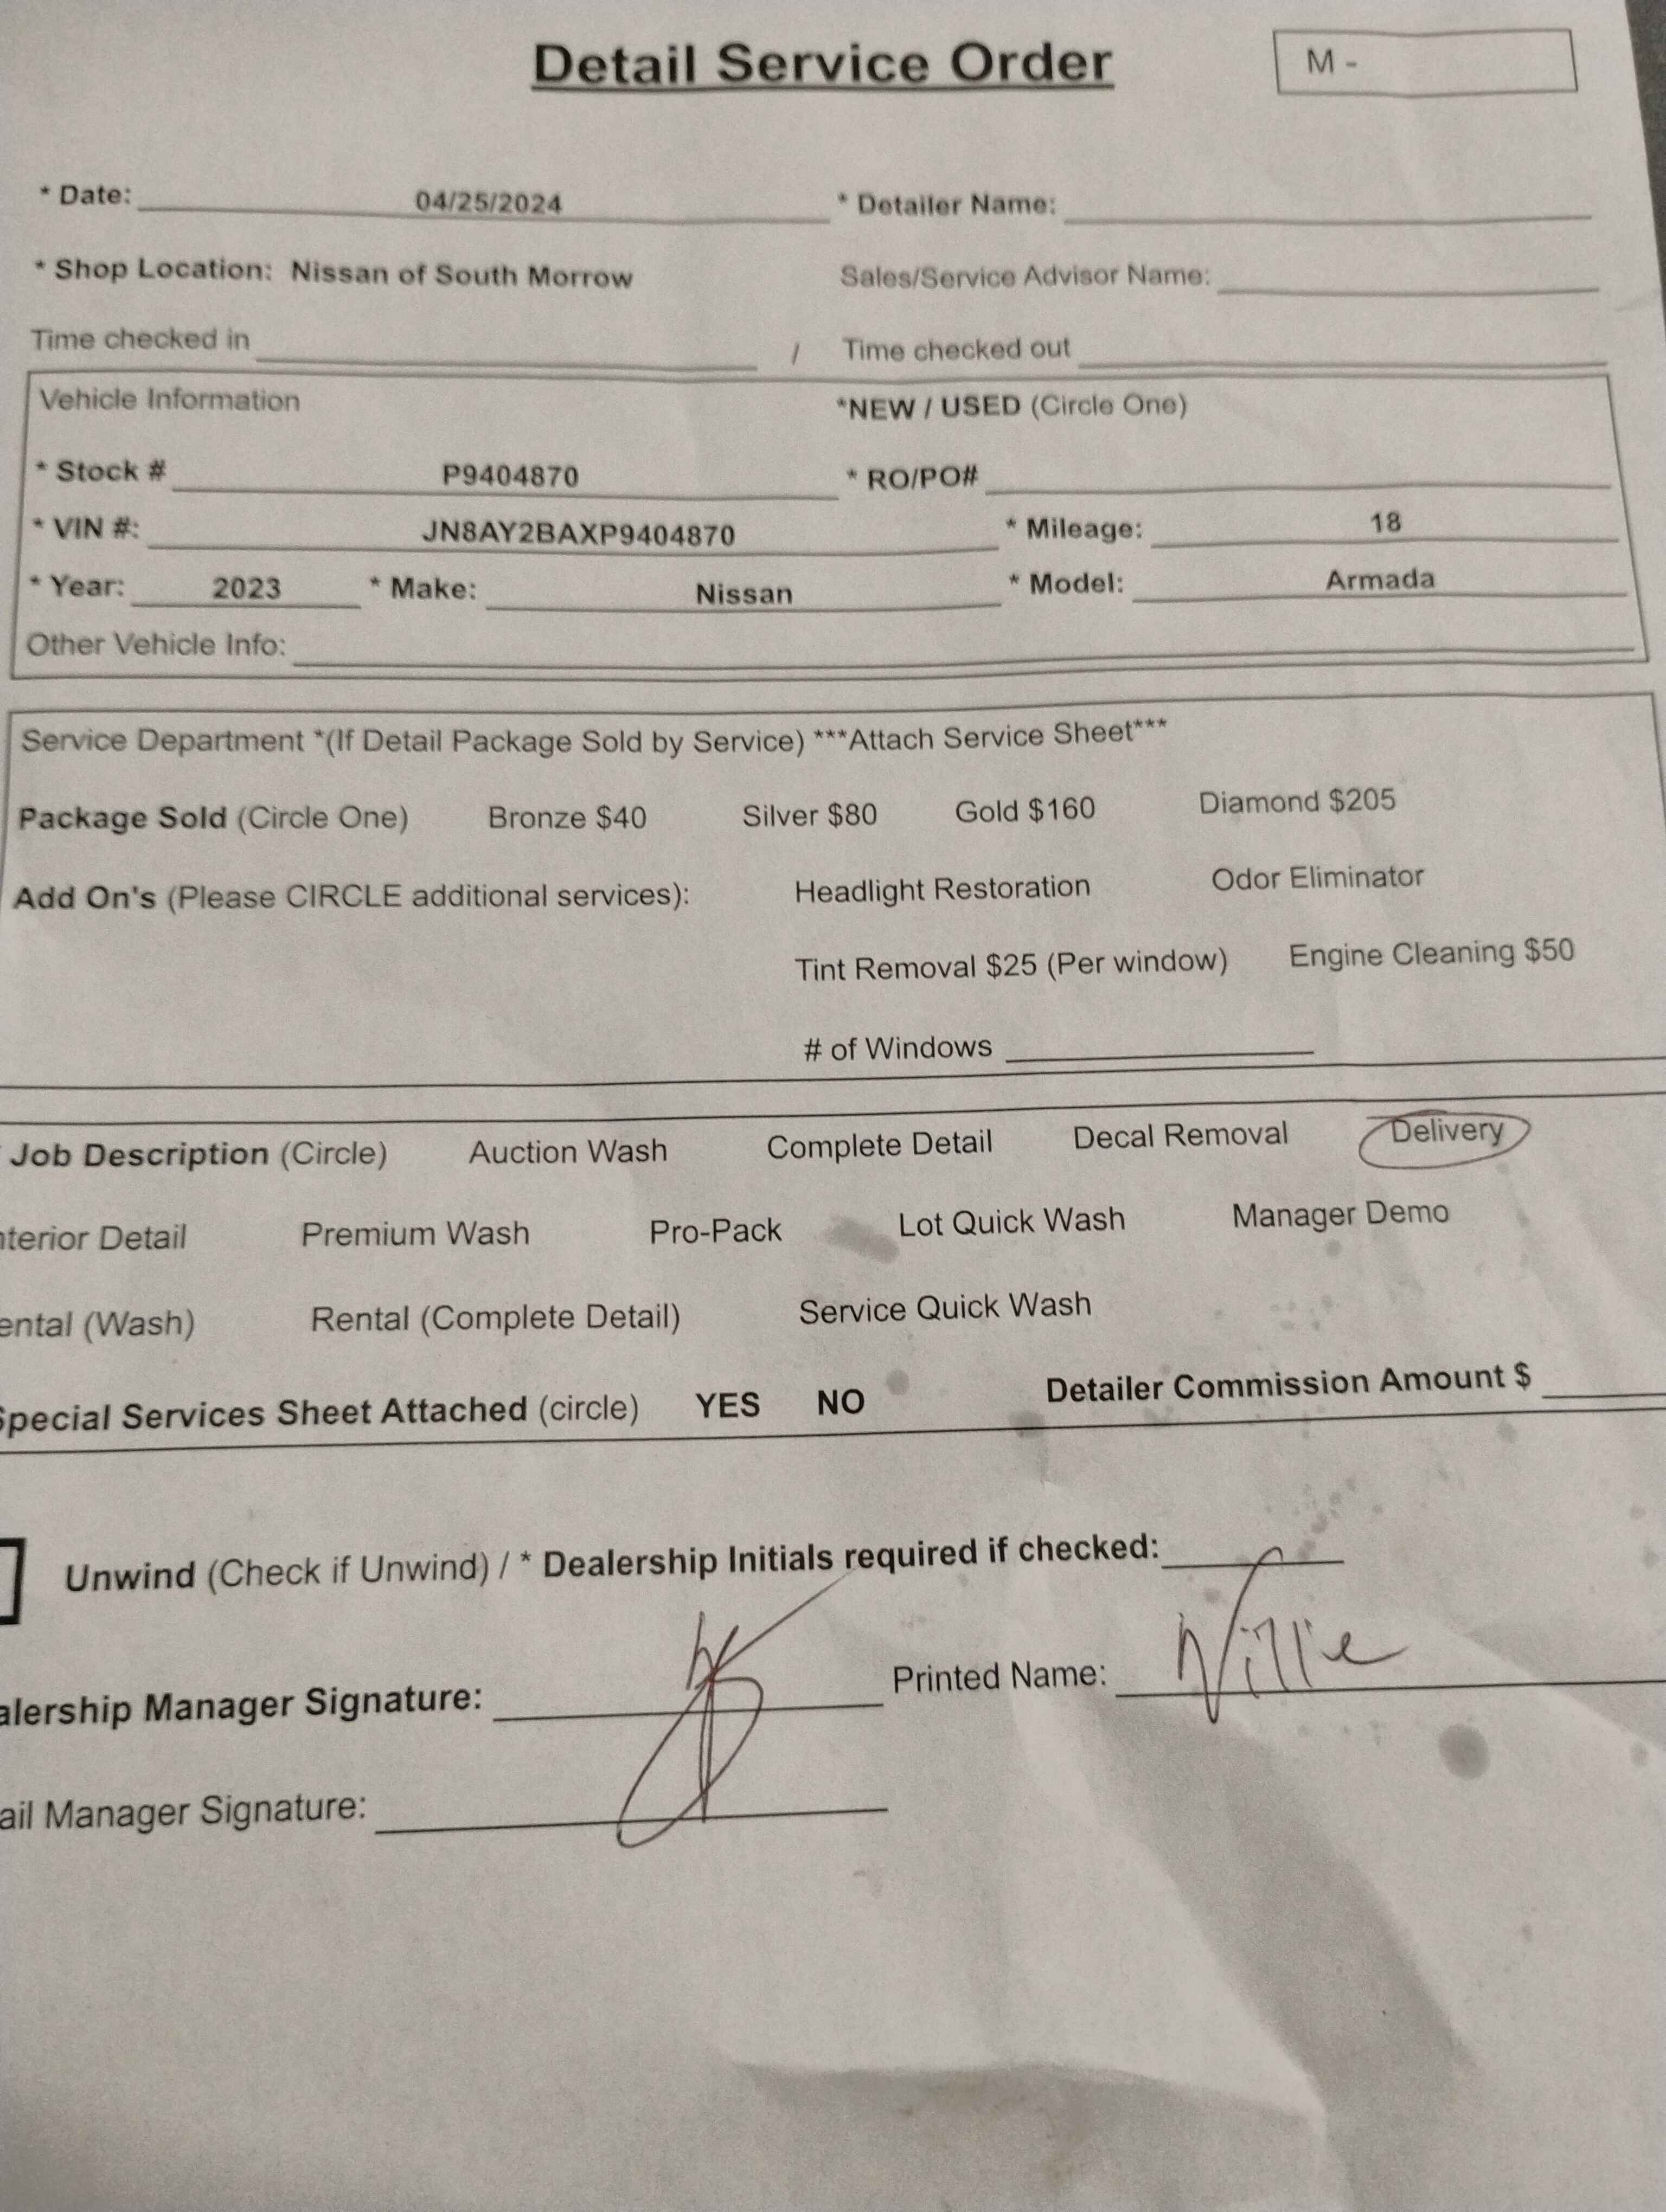 Detail Service Order
M -
* Date: 04/25/2024 * Detailer Name:
* Shop Location: Nissan of South Morrow Sales/Service Advisor Name:
Time checked in / Time checked out
Vehicle Information *NEW / USED (Circle One)
* Stock # P9404870 * RO/PO#
* VIN #: JN8AY2BAXP9404870 * Mileage: 18
* Year: 2023 * Make: Nissan * Model: Armada
Other Vehicle Info:
Service Department *(If Detail Package Sold by Service) ***Attach Service Sheet***
Package Sold (Circle One) Bronze $40 Silver $80 Gold $160 Diamond $205
Add On's (Please CIRCLE additional services): Headlight Restoration Odor Eliminator
Tint Removal $25 (Per window) Engine Cleaning $50
# of Windows
Job Description (Circle) Auction Wash Complete Detail Decal Removal Delivery
nterior Detail Premium Wash Pro-Pack Lot Quick Wash Manager Demo
ental (Wash) Rental (Complete Detail) Service Quick Wash
Special Services Sheet Attached (circle) YES NO Detailer Commission Amount $
Unwind (Check if Unwind) / * Dealership Initials required if checked:
alership Manager Signature: Printed Name: Willie
ail Manager Signature: